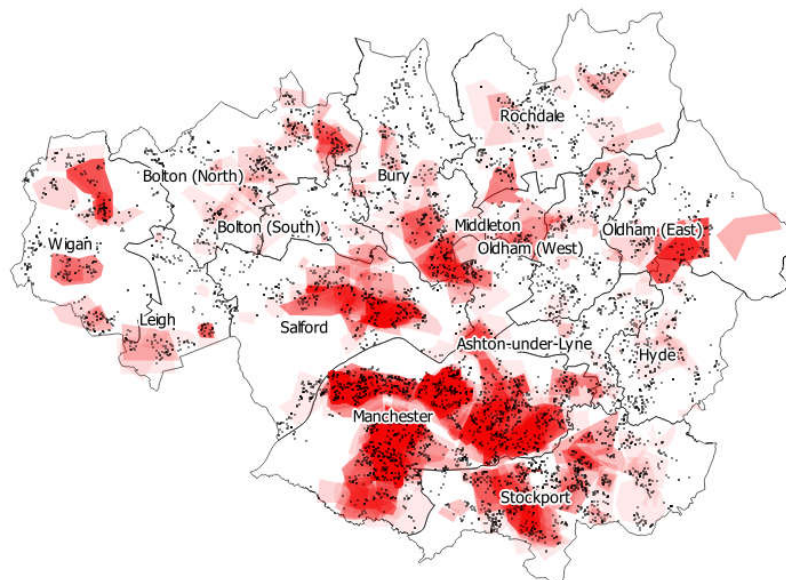 Rochdale
Bolton (North)
Bury
Bolton (South)
Middleton
Oldham (East)
Wigan
Oldham (West)
Leigh
Salford
Ashton-under-Lyne
Hyde
Manchester
Stockport